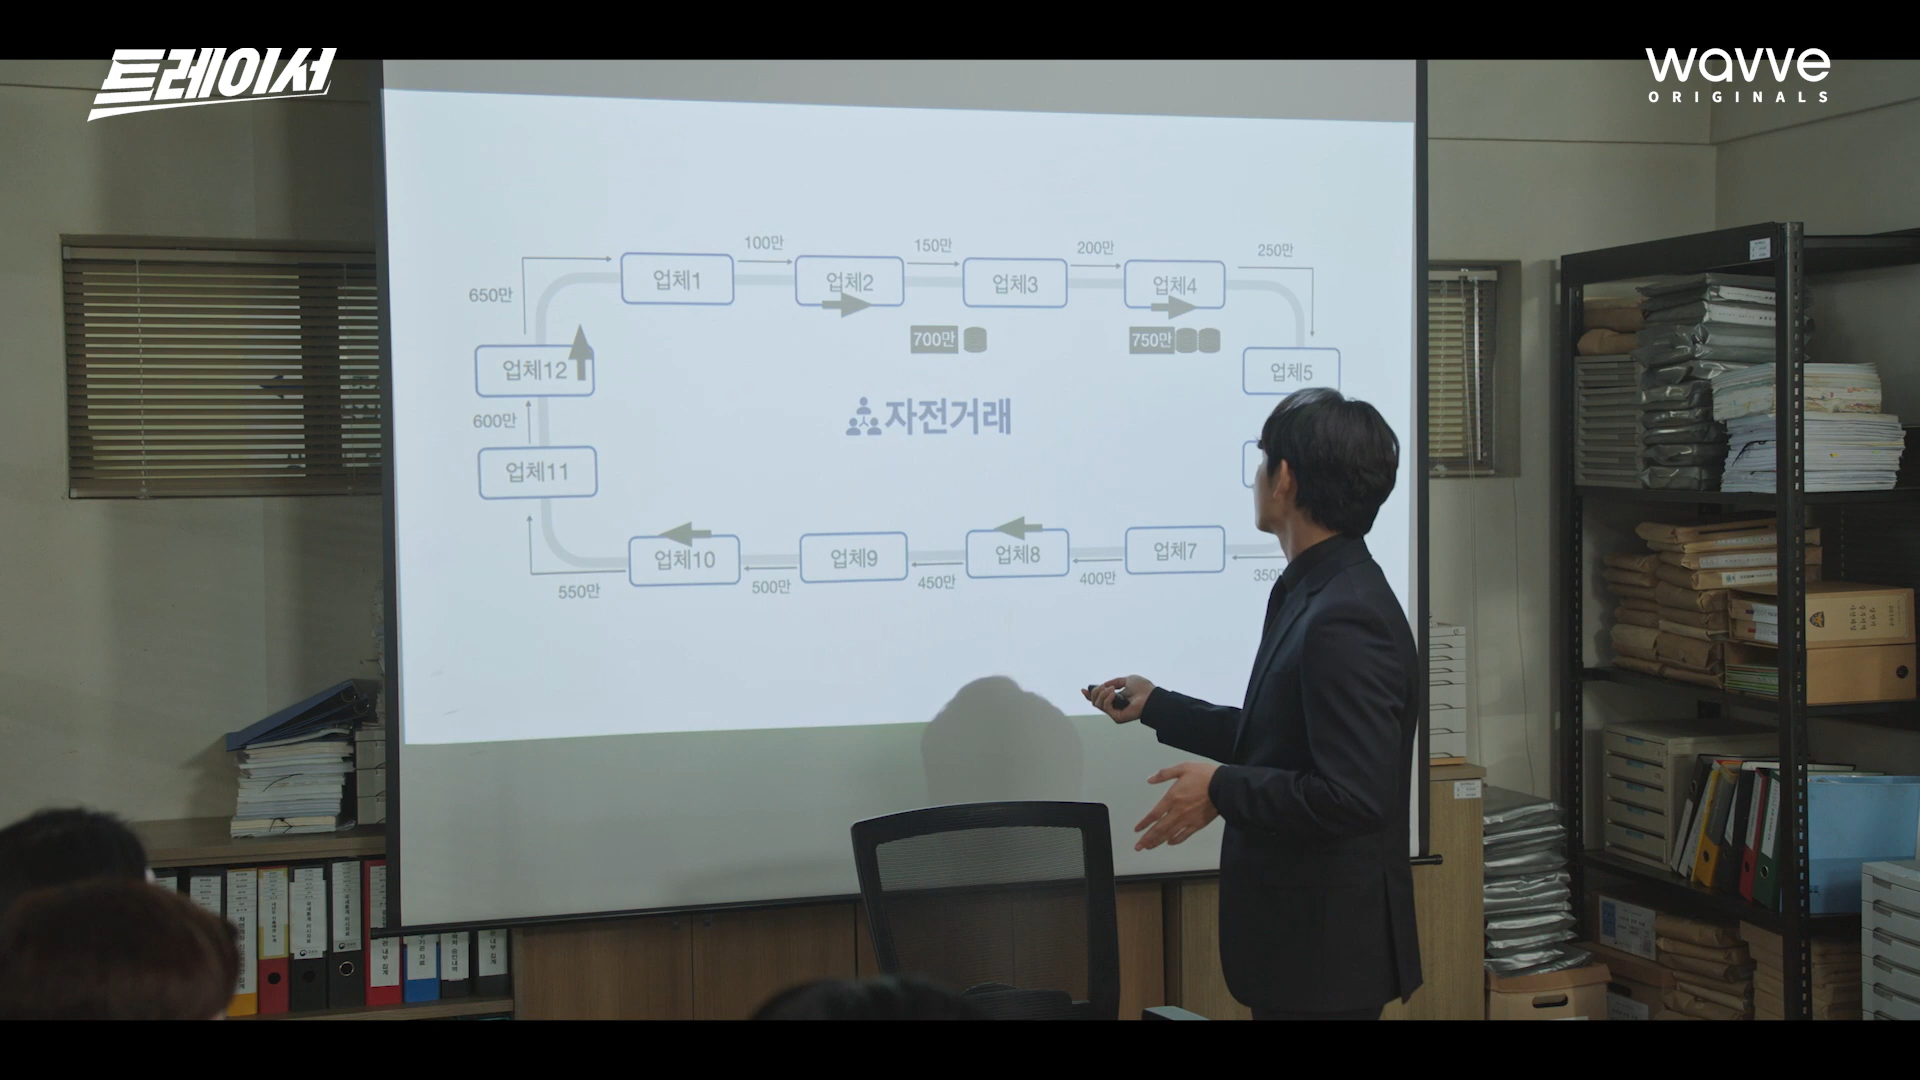 트레이서
wavve
ORIGINALS
100만
150만
200만
250만
650만
업체1
업체2
업체3
업체4
700만
750만
업체12
업체5
600만
자전거래
업체11
업체10
업체9
업체8
업체7
550만
500만
450만
400만
350